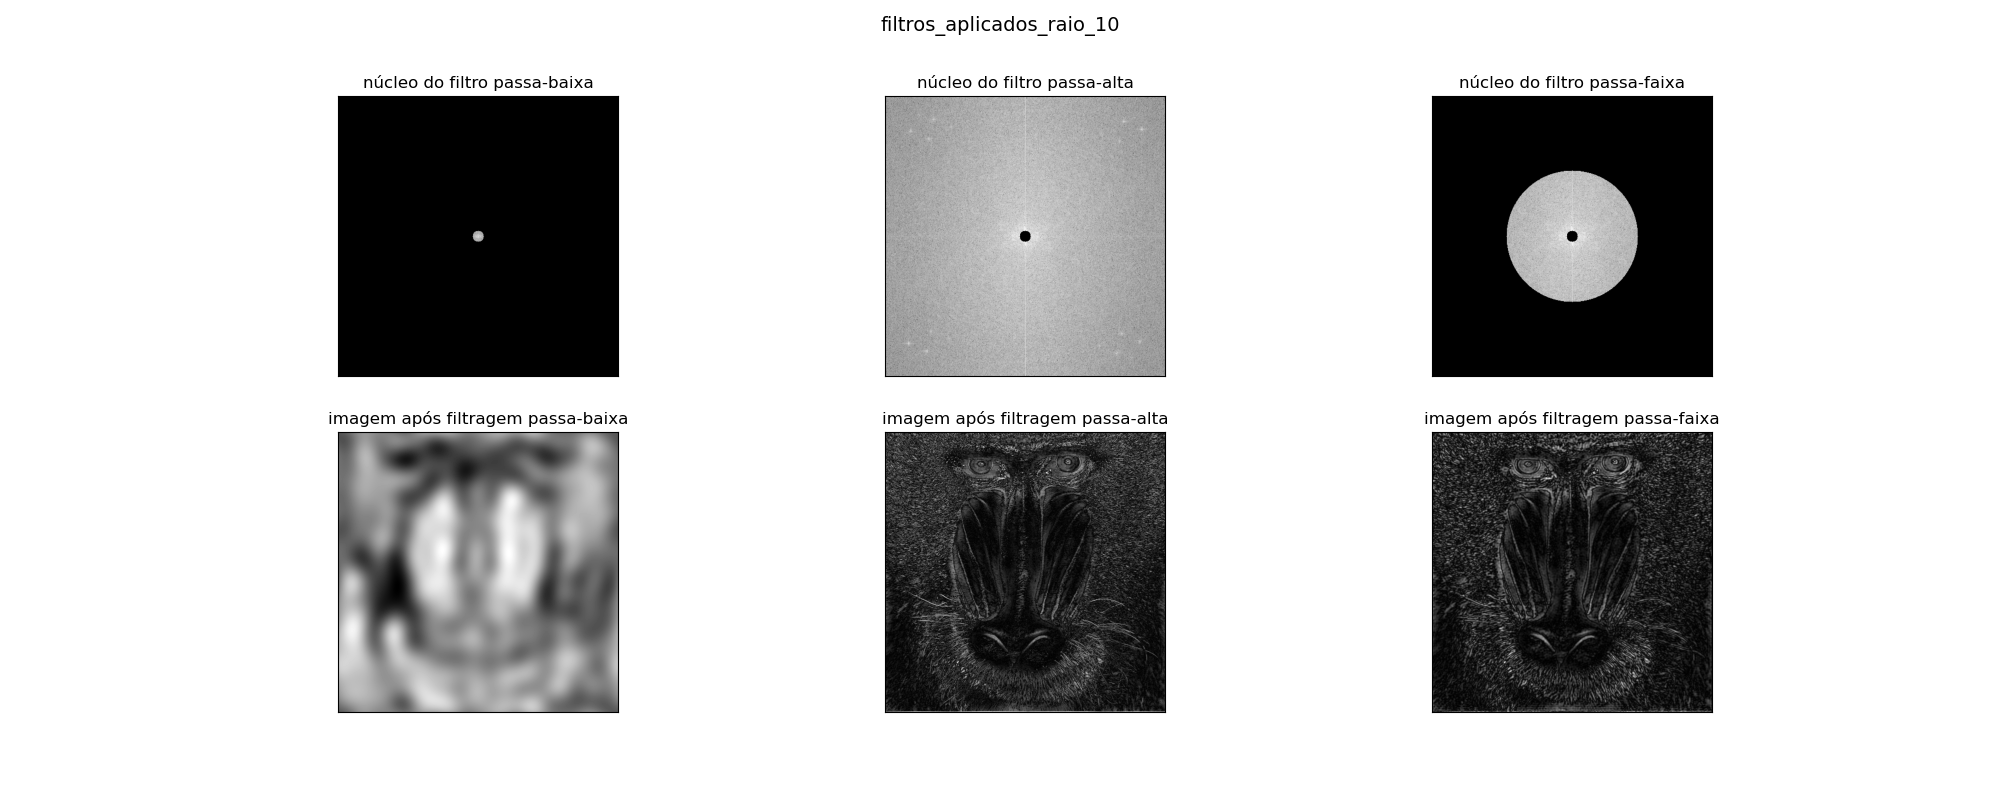 filtros_aplicados_raio_10
núcleo do filtro passa-baixa
núcleo do filtro passa-alta
núcleo do filtro passa-faixa
imagem após filtragem passa-baixa
imagem após filtragem passa-alta
imagem após filtragem passa-faixa